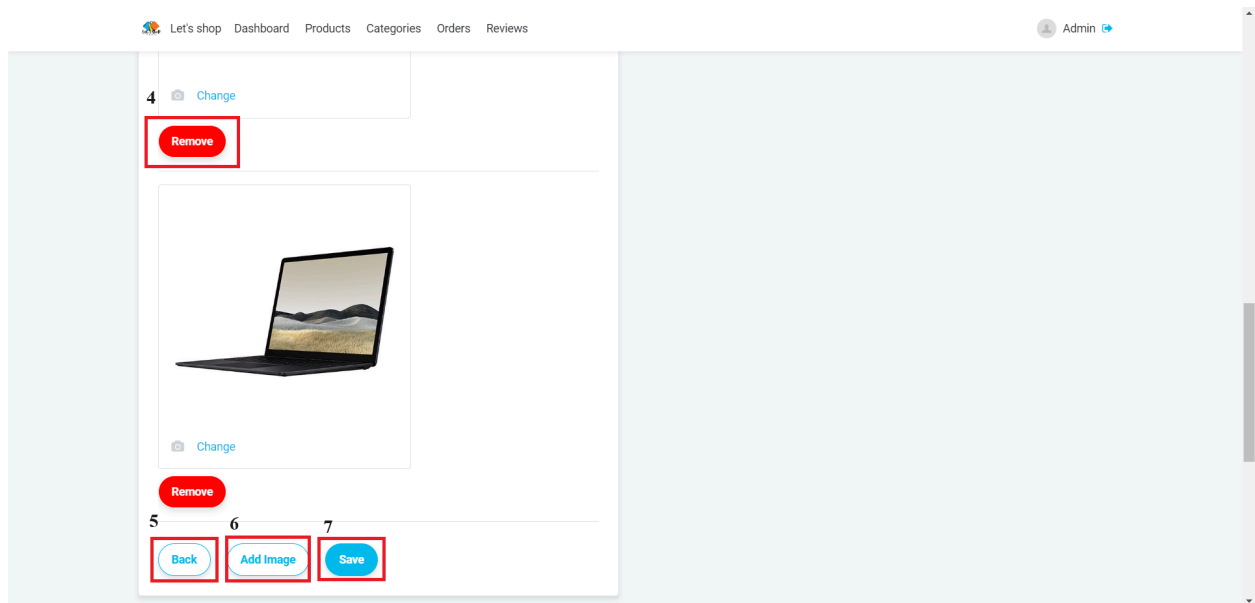 Let's shop Dashboard Products Categories Orders Reviews Admin
4 Change
Remove
Change
Remove
5 6 7
Back Add Image Save